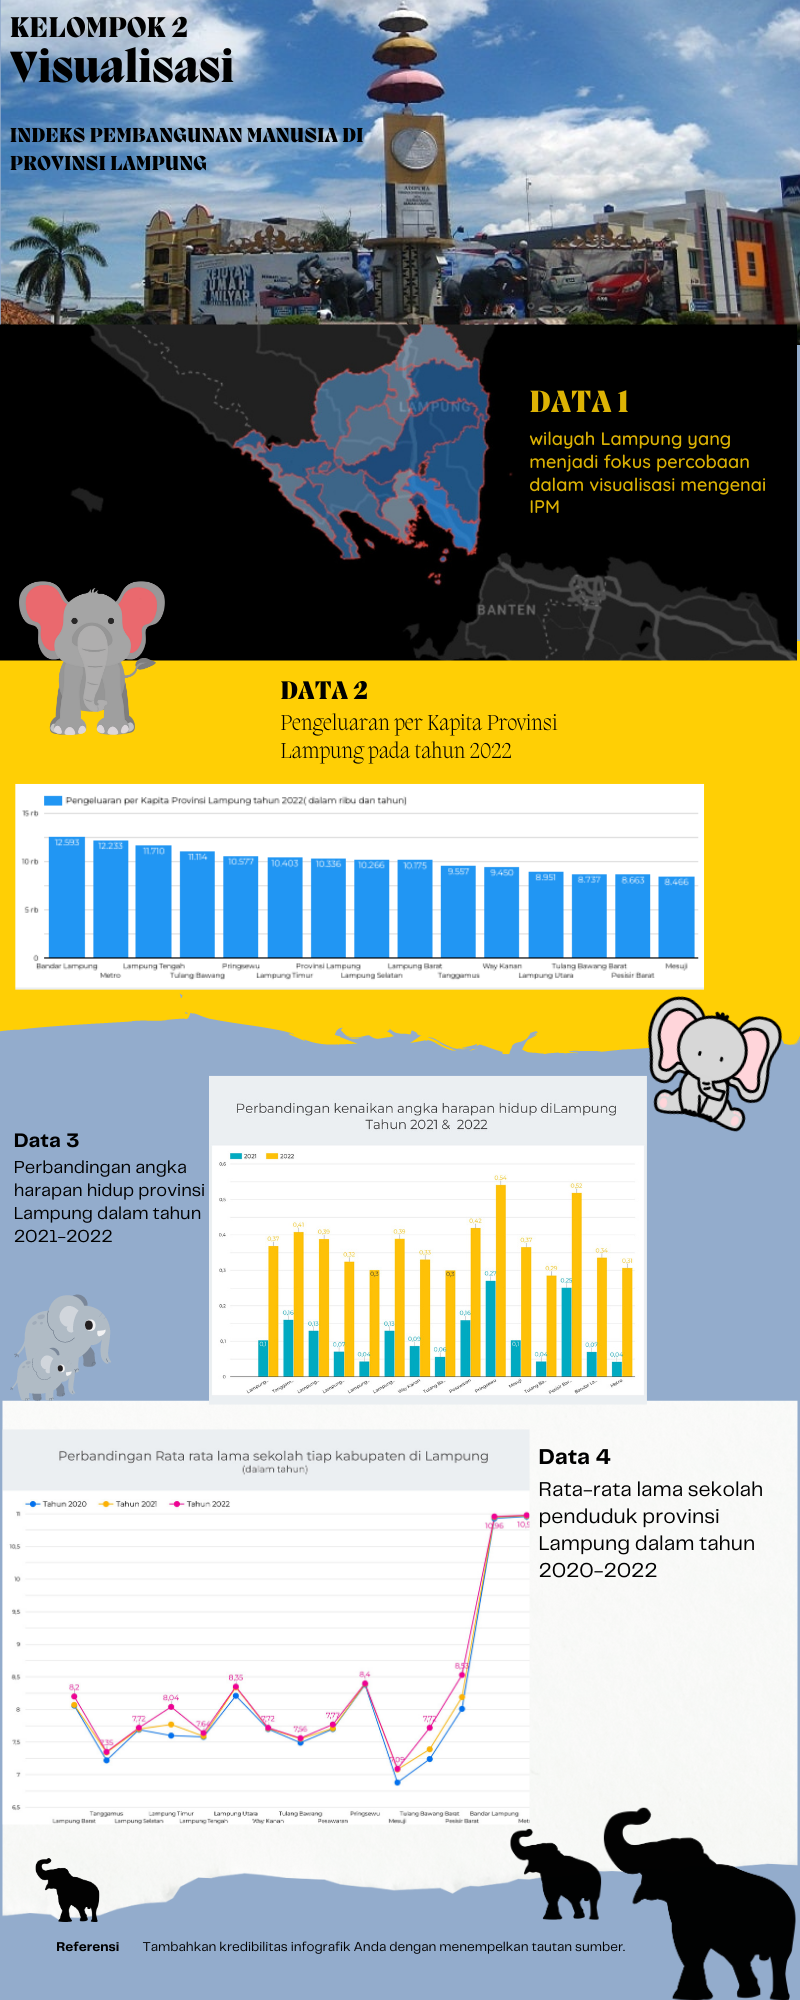 KELOMPOK 2
Visualisasi
INDEKS PEMBANGUNAN MANUSIA DI
PROVINSI LAMPUNG
ADIPURA
KEJUTAN
LAMPUNG
DATA 1
wilayah Lampung yang
menjadi fokus percobaan
dalam visualisasi mengenai
IPM
BANTEN
DATA 2
Pengeluaran per Kapita Provinsi
Lampung pada tahun 2022
Pengeluaran per Kapita Provinsi Lampung tahun 2022( dalam ribu dan tahun)
15 rb
10 rb
5 rb
0
12.593 12.233 11.710 11.114 10.577 10.403 10.336 10.266 10.175 9.557 9.450 8.951 8.737 8.663 8.466
Bandar Lampung Lampung Tengah Pringsewu Provinsi Lampung Lampung Barat Way Kanan Tulang Bawang Barat Mesuji
Metro Tulang Bawang Lampung Timur Lampung Selatan Tanggamus Lampung Utara Pesisir Barat
Data 3
Perbandingan angka
harapan hidup provinsi
Lampung dalam tahun
2021-2022
Perbandingan kenaikan angka harapan hidup diLampung
Tahun 2021 & 2022
2021 2022
0,6
0,5
0,4
0,3
0,2
0,1
0
0,37 0,41 0,39 0,32 0,3 0,39 0,33 0,3 0,42 0,54 0,37 0,29 0,52 0,34 0,31
0,1 0,16 0,13 0,07 0,04 0,13 0,09 0,06 0,16 0,27 0,1 0,04 0,25 0,07 0,04
Lampung... Tanggam... Lampung... Lampung... Lampung... Lampung... Way Kanan Tulang Ba... Pesawaran Pringsewu Mesuji Tulang Ba... Pesisir Bar... Bandar La... Metro
Perbandingan Rata rata lama sekolah tiap kabupaten di Lampung
(dalam tahun)
Tahun 2020 Tahun 2021 Tahun 2022
11
10,5
10
9,5
9
8,5
8
7,5
7
6,5
8,2 7,35 7,72 8,04 7,64 8,35 7,72 7,56 7,77 8,4 7,09 7,72 8,53 10,96
Tanggamus Lampung Timur Lampung Utara Tulang Bawang Pringsewu Tulang Bawang Barat Bandar Lampung
Lampung Barat Lampung Selatan Lampung Tengah Way Kanan Pesawaran Mesuji Pesisir Barat
Data 4
Rata-rata lama sekolah
penduduk provinsi
Lampung dalam tahun
2020-2022
Referensi Tambahkan kredibilitas infografik Anda dengan menempelkan tautan sumber.